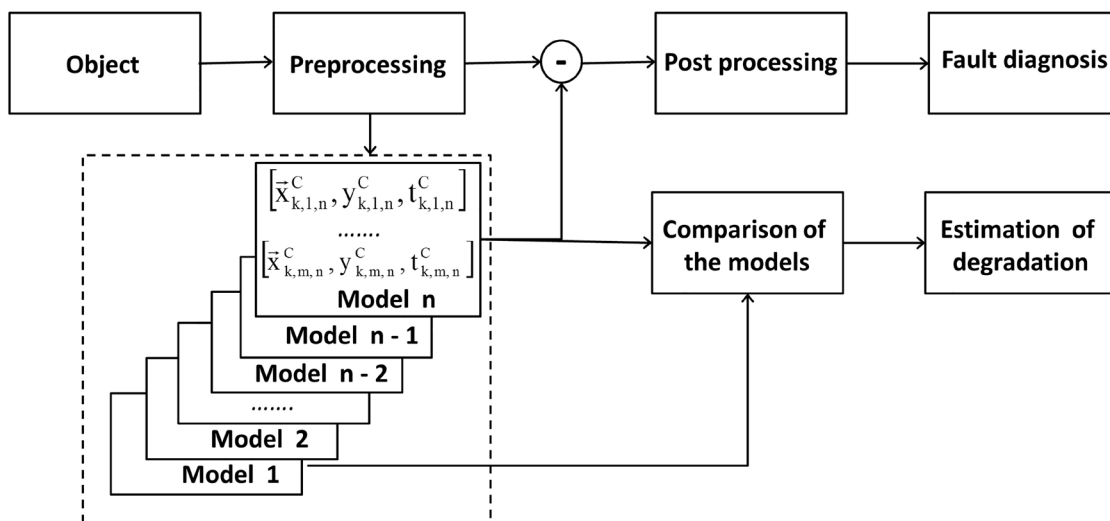 Object
Preprocessing
-
Post processing
Fault diagnosis
[x⃗^C_{k,1,n}, y^C_{k,1,n}, t^C_{k,1,n}]
.......
[x⃗^C_{k,m,n}, y^C_{k,m,n}, t^C_{k,m,n}]
Model n
Model n - 1
Model n - 2
.......
Model 2
Model 1
Comparison of
the models
Estimation of
degradation